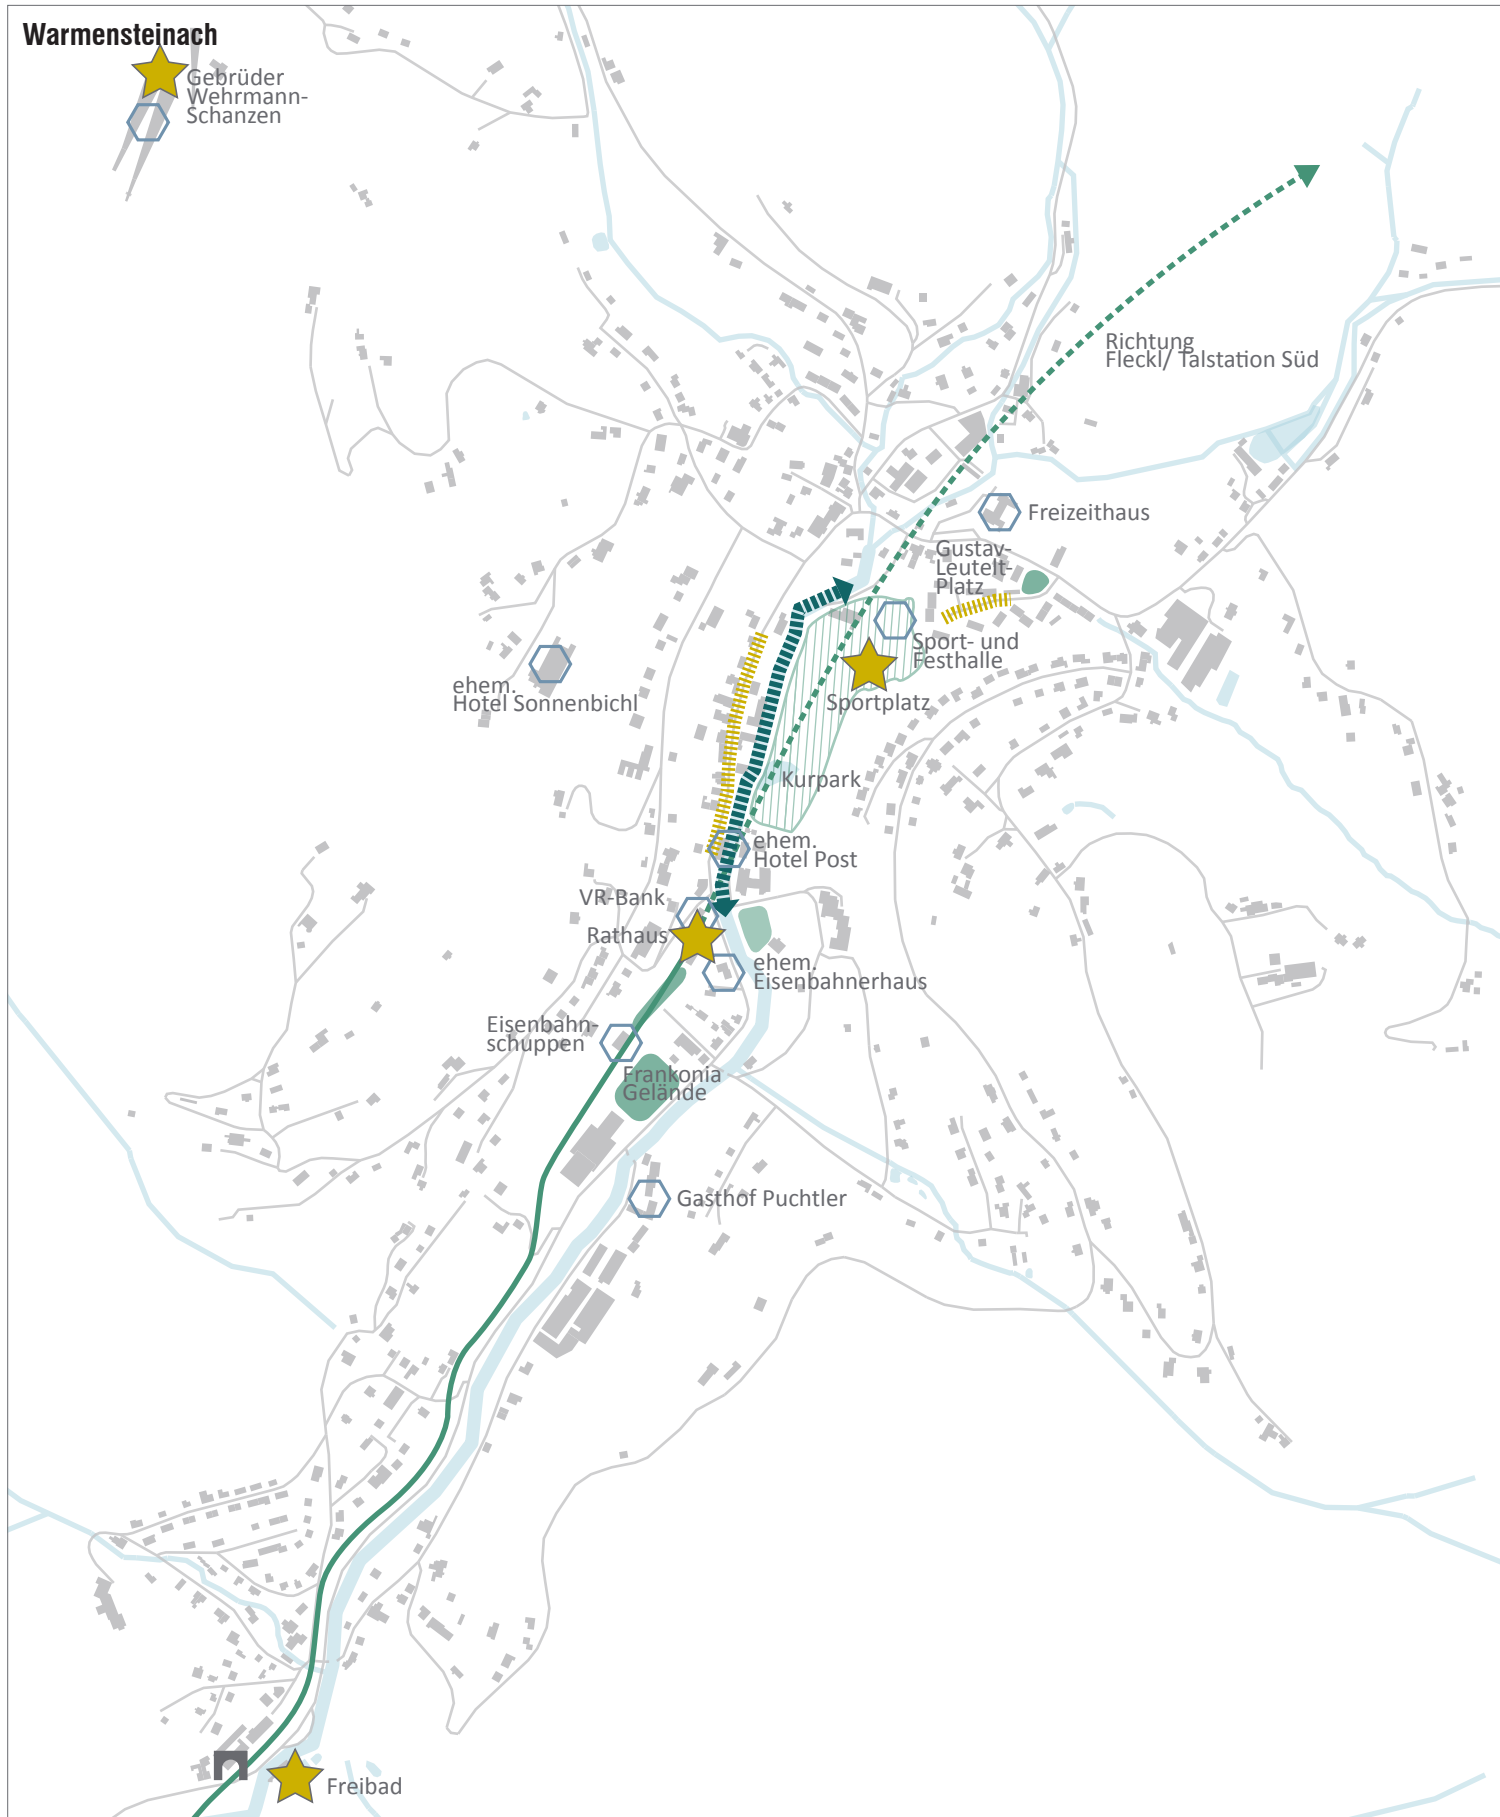 Warmensteinach
Gebrüder
Wehrmann-
Schanzen
Richtung
Fleckl/ Talstation Süd
Freizeithaus
Gustav-
Leutelt-
Platz
Sport- und
Festhalle
ehem.
Hotel Sonnenbichl
Sportplatz
Kurpark
ehem.
Hotel Post
VR-Bank
Rathaus
ehem.
Eisenbahnerhaus
Eisenbahn-
schuppen
Frankonia
Gelände
Gasthof Puchtler
Freibad